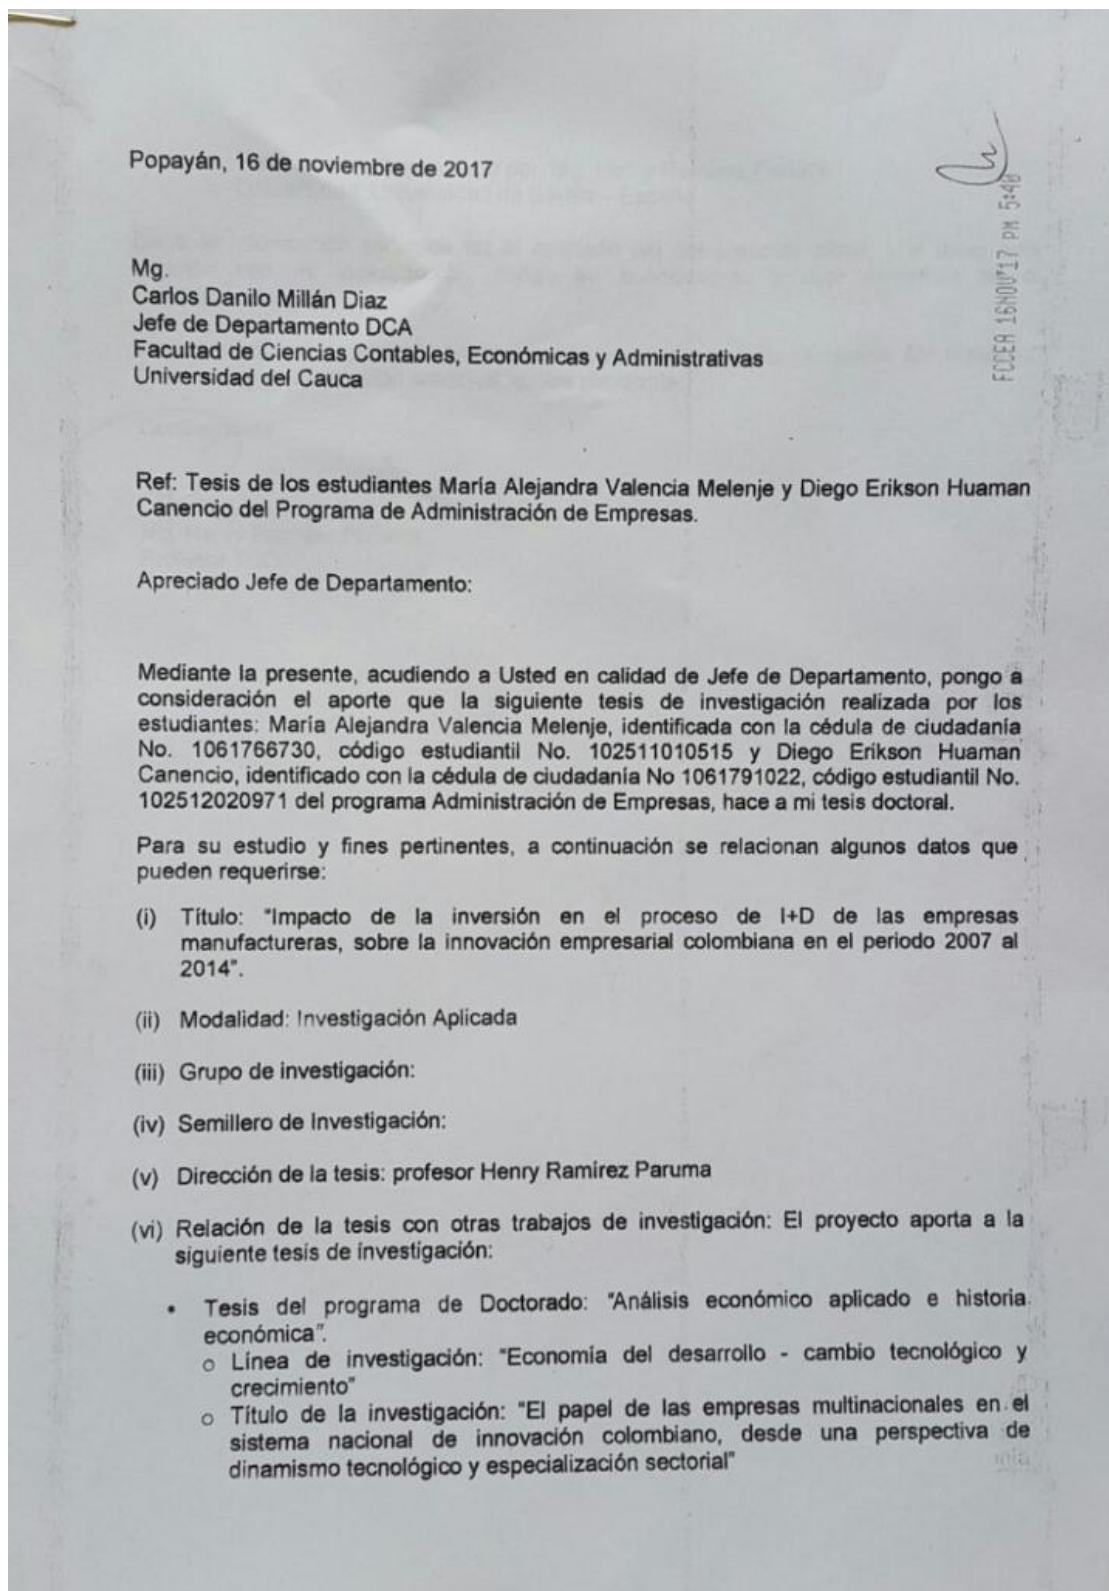 Popayán, 16 de noviembre de 2017
FCCEA 16NOV'17 PM 5:40
Mg.
Carlos Danilo Millán Diaz
Jefe de Departamento DCA
Facultad de Ciencias Contables, Económicas y Administrativas
Universidad del Cauca
Ref: Tesis de los estudiantes María Alejandra Valencia Melenje y Diego Erikson Huaman
Canencio del Programa de Administración de Empresas.
Apreciado Jefe de Departamento:
Mediante la presente, acudiendo a Usted en calidad de Jefe de Departamento, pongo a
consideración el aporte que la siguiente tesis de investigación realizada por los
estudiantes: María Alejandra Valencia Melenje, identificada con la cédula de ciudadanía
No. 1061766730, código estudiantil No. 102511010515 y Diego Erikson Huaman
Canencio, identificado con la cédula de ciudadanía No 1061791022, código estudiantil No.
102512020971 del programa Administración de Empresas, hace a mi tesis doctoral.
Para su estudio y fines pertinentes, a continuación se relacionan algunos datos que
pueden requerirse:
(i) Título: "Impacto de la inversión en el proceso de I+D de las empresas
manufactureras, sobre la innovación empresarial colombiana en el periodo 2007 al
2014".
(ii) Modalidad: Investigación Aplicada
(iii) Grupo de investigación:
(iv) Semillero de Investigación:
(v) Dirección de la tesis: profesor Henry Ramírez Paruma
(vi) Relación de la tesis con otras trabajos de investigación: El proyecto aporta a la
siguiente tesis de investigación:
• Tesis del programa de Doctorado: "Análisis económico aplicado e historia
económica".
o Línea de investigación: "Economía del desarrollo - cambio tecnológico y
crecimiento"
o Título de la investigación: "El papel de las empresas multinacionales en el
sistema nacional de innovación colombiano, desde una perspectiva de
dinamismo tecnológico y especialización sectorial"